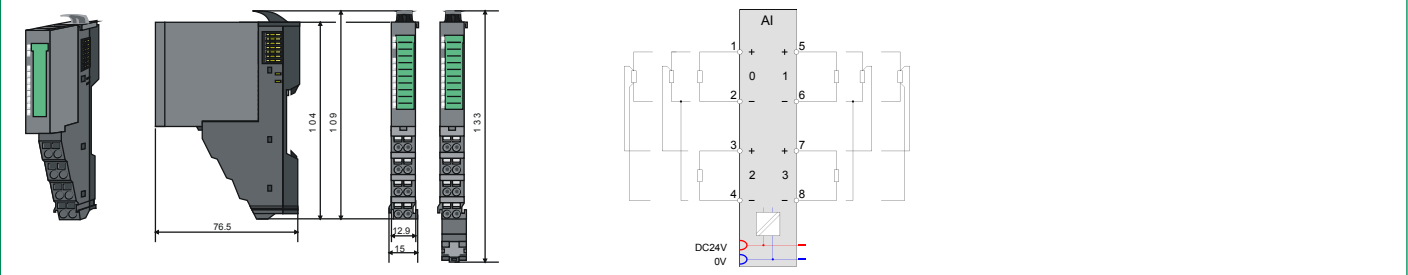 AI
1 + + 5
0 1
2 – – 6
3 + + 7
2 3
4 – – 8
DC24V
0V
104
109
133
76.5
12.9
15